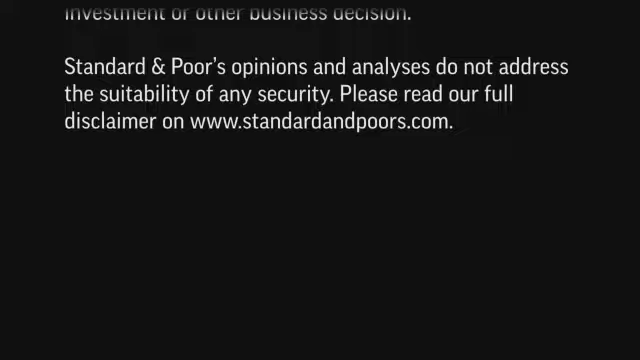 investment or other business decision.
Standard & Poor's opinions and analyses do not address
the suitability of any security. Please read our full
disclaimer on www.standardandpoors.com.